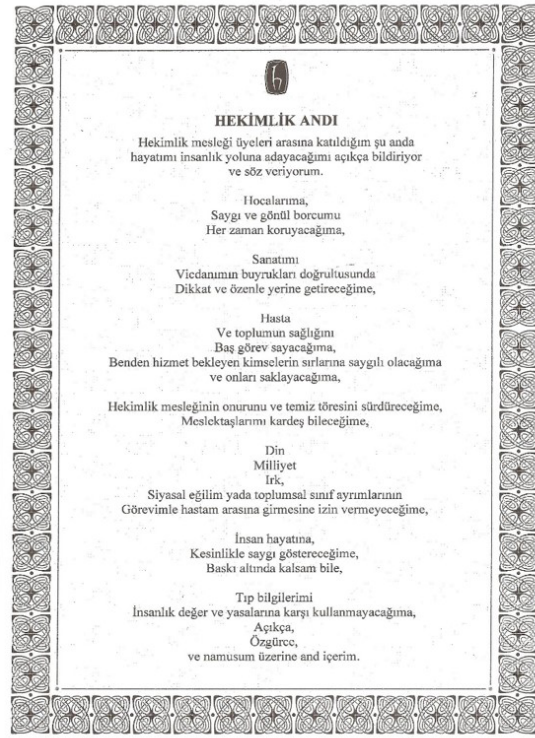 HEKİMLİK ANDI
Hekimlik mesleği üyeleri arasına katıldığım şu anda
hayatımı insanlık yoluna adayacağımı açıkça bildiriyor
ve söz veriyorum.
Hocalarıma,
Saygı ve gönül borcumu
Her zaman koruyacağıma,
Sanatımı
Vicdanımın buyrukları doğrultusunda
Dikkat ve özenle yerine getireceğime,
Hasta
Ve toplumun sağlığını
Baş görev sayacağıma,
Benden hizmet bekleyen kimselerin sırlarına saygılı olacağıma
ve onları saklayacağıma,
Hekimlik mesleğinin onurunu ve temiz töresini sürdüreceğime,
Meslektaşlarımı kardeş bileceğime,
Din
Milliyet
Irk,
Siyasal eğilim yada toplumsal sınıf ayrımlarının
Görevimle hastam arasına girmesine izin vermeyeceğime,
İnsan hayatına,
Kesinlikle saygı göstereceğime,
Baskı altında kalsam bile,
Tıp bilgilerimi
İnsanlık değer ve yasalarına karşı kullanmayacağıma,
Açıkça,
Özgürce,
ve namusum üzerine and içerim.